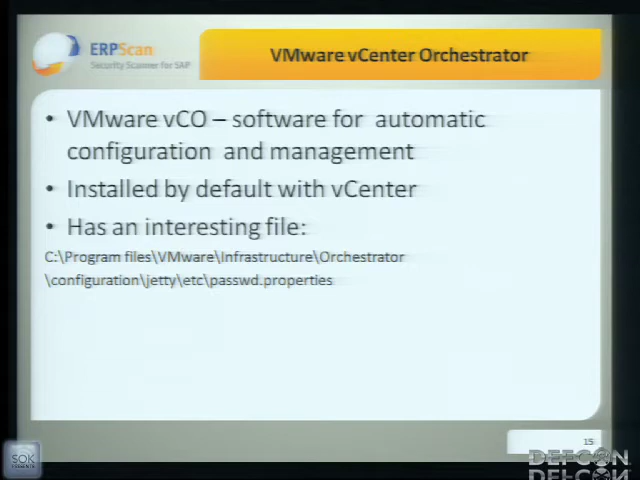 ERPScan
Security Scanner for SAP
VMware vCenter Orchestrator
• VMware vCO – software for automatic
configuration and management
• Installed by default with vCenter
• Has an interesting file:
C:\Program files\VMware\Infrastructure\Orchestrator
\configuration\jetty\etc\passwd.properties
15
SOK
DEFCON